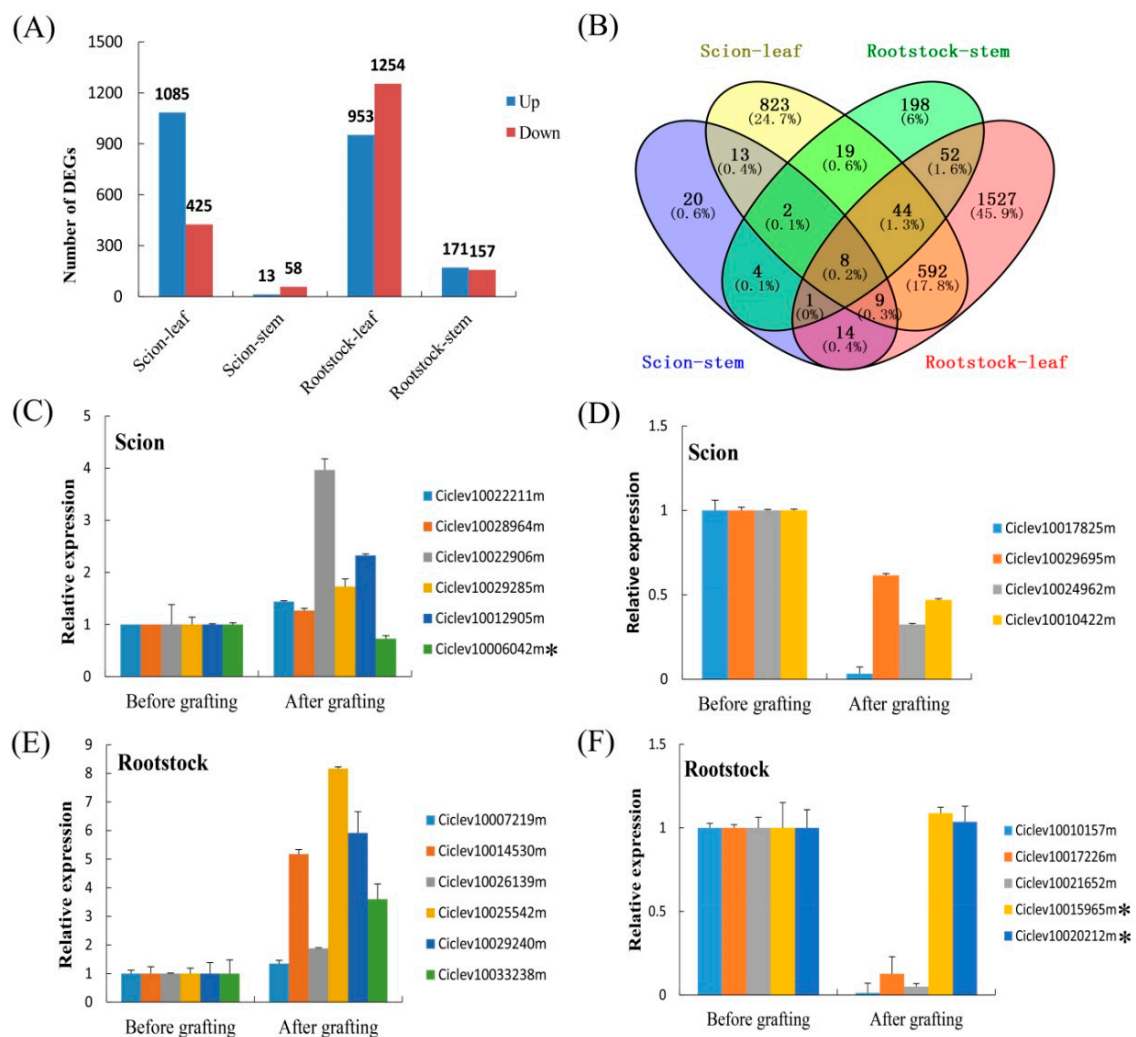 (A)
1500
1200
900
600
300
0
Number of DEGs
1085
425
13
58
953
1254
171
157
Up
Down
Scion-leaf
Scion-stem
Rootstock-leaf
Rootstock-stem
(B)
Scion-leaf
Rootstock-stem
823
(24.7%)
198
(6%)
13
(0.4%)
19
(0.6%)
52
(1.6%)
20
(0.6%)
2
(0.1%)
44
(1.3%)
1527
(45.9%)
4
(0.1%)
8
(0.2%)
592
(17.8%)
1
(0%)
9
(0.3%)
14
(0.4%)
Scion-stem
Rootstock-leaf
(C)
Scion
5
4
3
2
1
0
Relative expression
Before grafting
After grafting
Ciclev10022211m
Ciclev10028964m
Ciclev10022906m
Ciclev10029285m
Ciclev10012905m
Ciclev10006042m*
(D)
Scion
1.5
1
0.5
0
Relative expression
Before grafting
After grafting
Ciclev10017825m
Ciclev10029695m
Ciclev10024962m
Ciclev10010422m
(E)
Rootstock
9
8
7
6
5
4
3
2
1
0
Relative expression
Before grafting
After grafting
Ciclev10007219m
Ciclev10014530m
Ciclev10026139m
Ciclev10025542m
Ciclev10029240m
Ciclev10033238m
(F)
Rootstock
1.5
1
0.5
0
Relative expression
Before grafting
After grafting
Ciclev10010157m
Ciclev10017226m
Ciclev10021652m
Ciclev10015965m*
Ciclev10020212m*